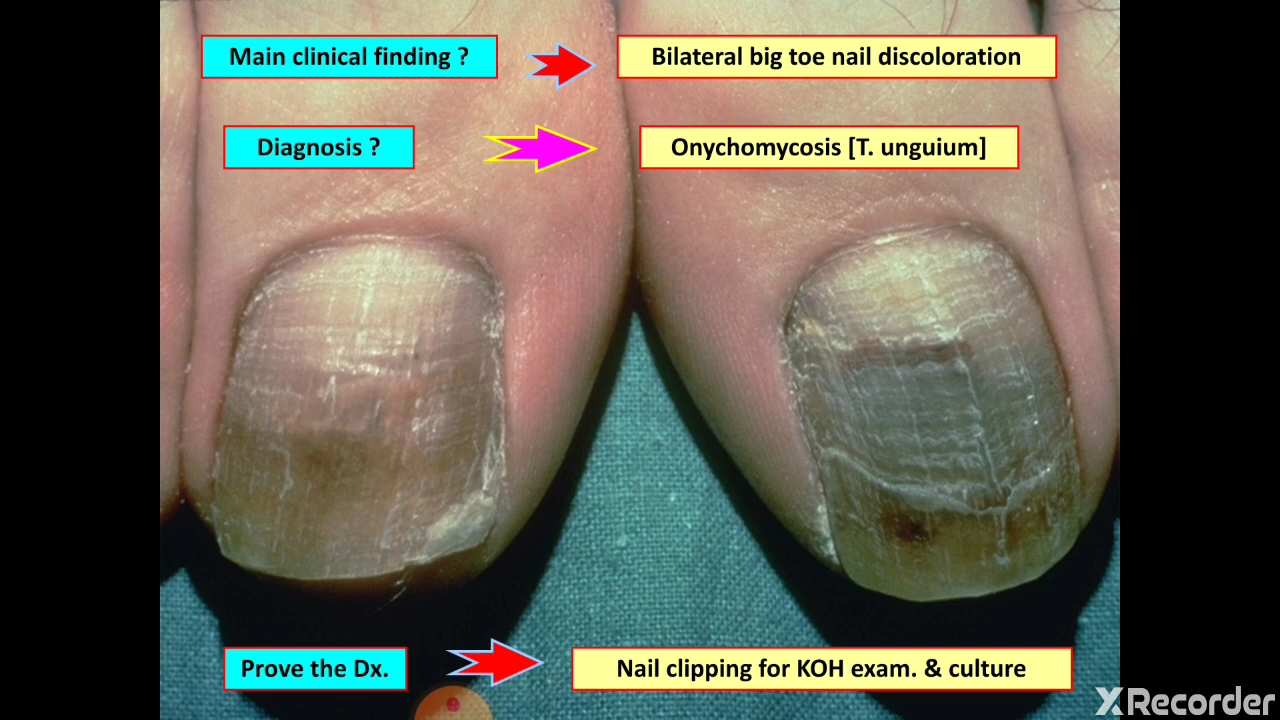 Main clinical finding ?
Bilateral big toe nail discoloration
Diagnosis ?
Onychomycosis [T. unguium]
Prove the Dx.
Nail clipping for KOH exam. & culture
XRecorder